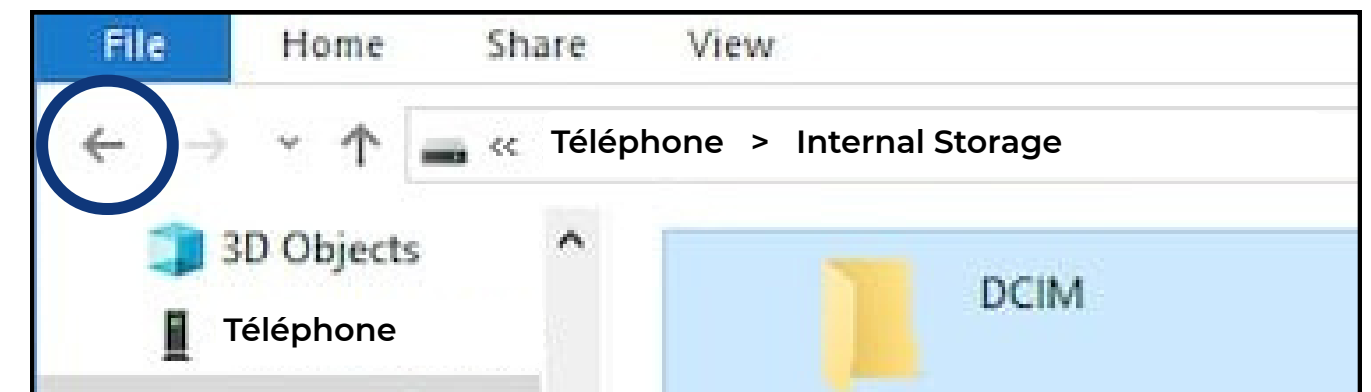 File Home Share View
« Téléphone > Internal Storage
3D Objects
DCIM
Téléphone